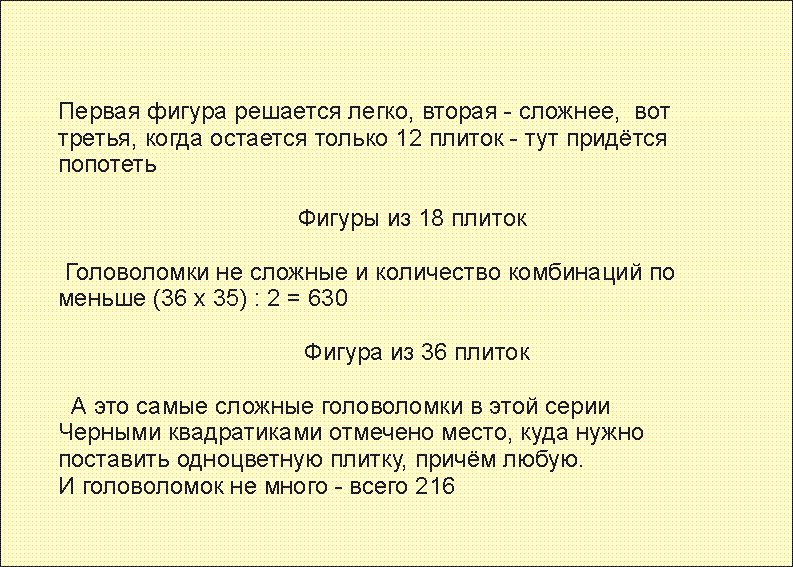 Первая фигура решается легко, вторая - сложнее,  вот
третья, когда остается только 12 плиток - тут придётся
попотеть
Фигуры из 18 плиток
Головоломки не сложные и количество комбинаций по
меньше (36 х 35) : 2 = 630
Фигура из 36 плиток
А это самые сложные головоломки в этой серии
Черными квадратиками отмечено место, куда нужно
поставить одноцветную плитку, причём любую.
И головоломок не много - всего 216